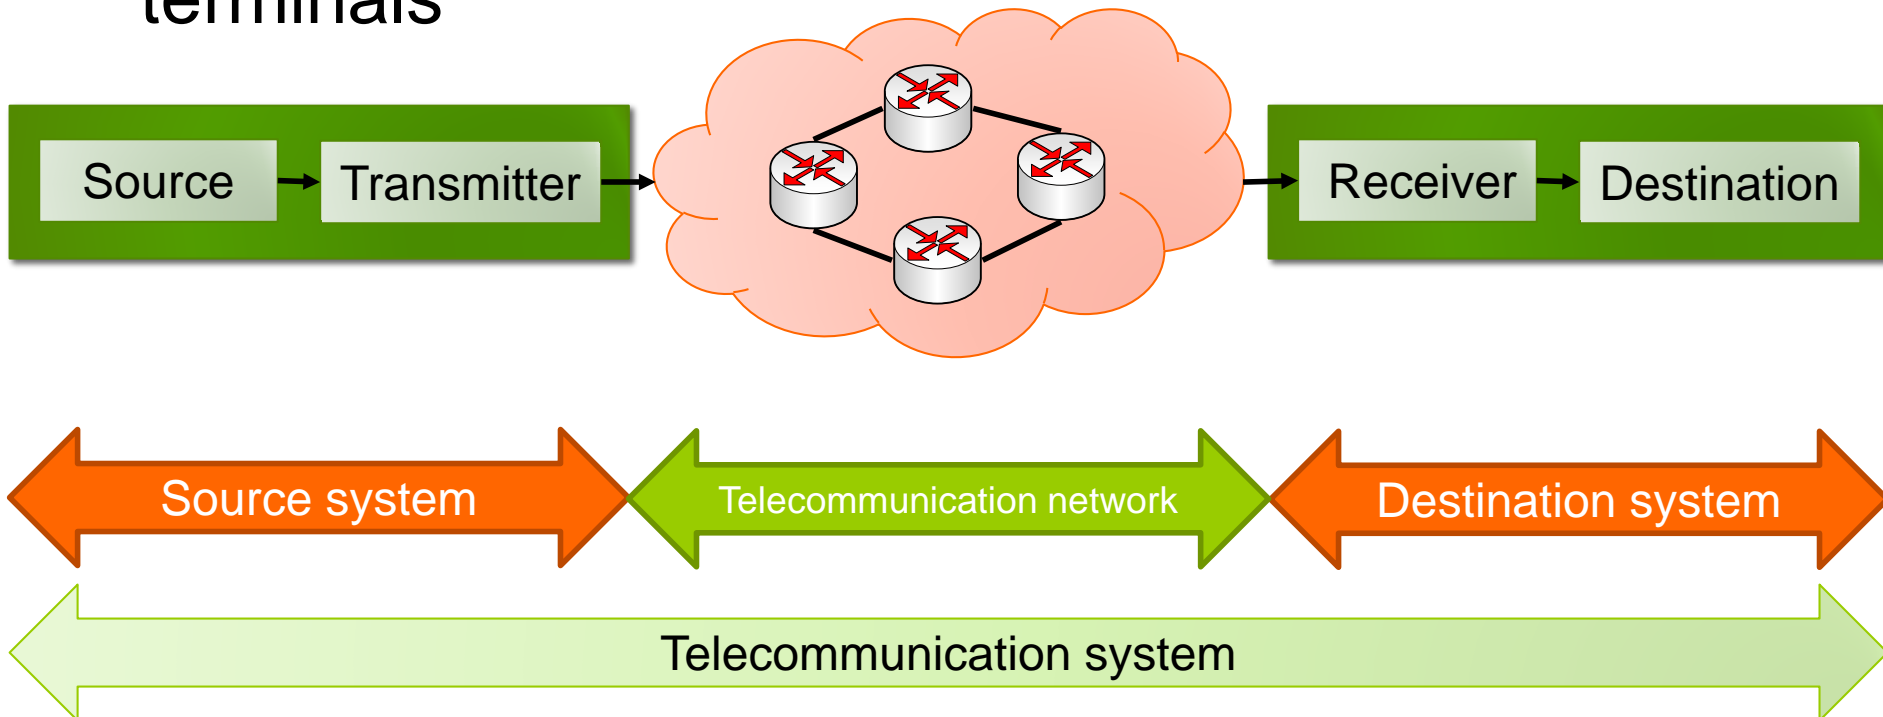 terminals
Source
Transmitter
Receiver
Destination
Source system
Telecommunication network
Destination system
Telecommunication system